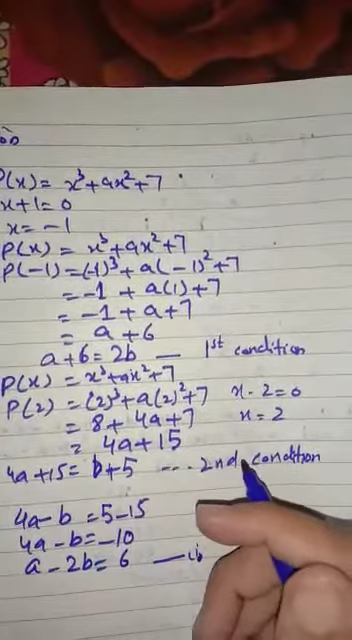 P(x) = x³+ax²+7
x+1=0
x = -1
P(x) = x³+ax²+7
P(-1) = (-1)³+a(-1)²+7
= -1 + a(1)+7
= -1 + a+7
= a+6
a+6=2b — 1st condition
P(x) = x³+ax²+7
P(2) = (2)³+a(2)²+7 x-2=0
= 8+4a+7 x=2
= 4a+15
4a+15 = b+5 --- 2nd condition
4a-b = 5-15
4a-b = -10
a-2b = 6